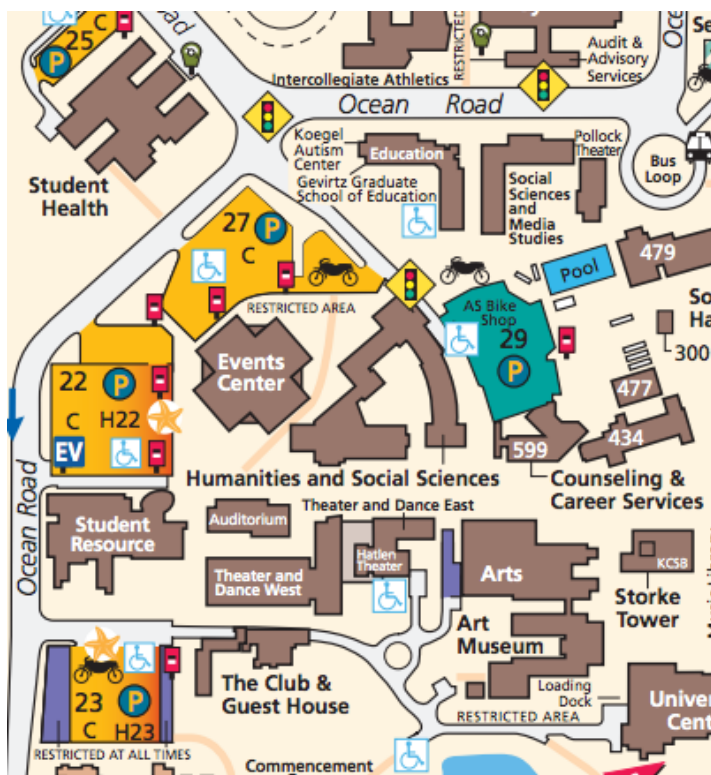 25
C
P
Road
RESTRICTED
Audit &
Advisory
Services
Intercollegiate Athletics
Ocean Road
Student
Health
Koegel
Autism
Center
Education
Gevirtz Graduate
School of Education
Social
Sciences
and
Media
Studies
Pollock
Theater
Bus
Loop
27
P
C
RESTRICTED AREA
Pool
479
AS Bike
Shop
29
P
300
477
434
599
Events
Center
22
P
C
H22
EV
Humanities and Social Sciences
Counseling &
Career Services
Ocean Road
Student
Resource
Auditorium
Theater and Dance East
Hatlen
Theater
Theater and
Dance West
Arts
KCSB
Storke
Tower
Art
Museum
The Club &
Guest House
Loading
Dock
RESTRICTED AREA
23
P
C
H23
RESTRICTED AT ALL TIMES
Commencement